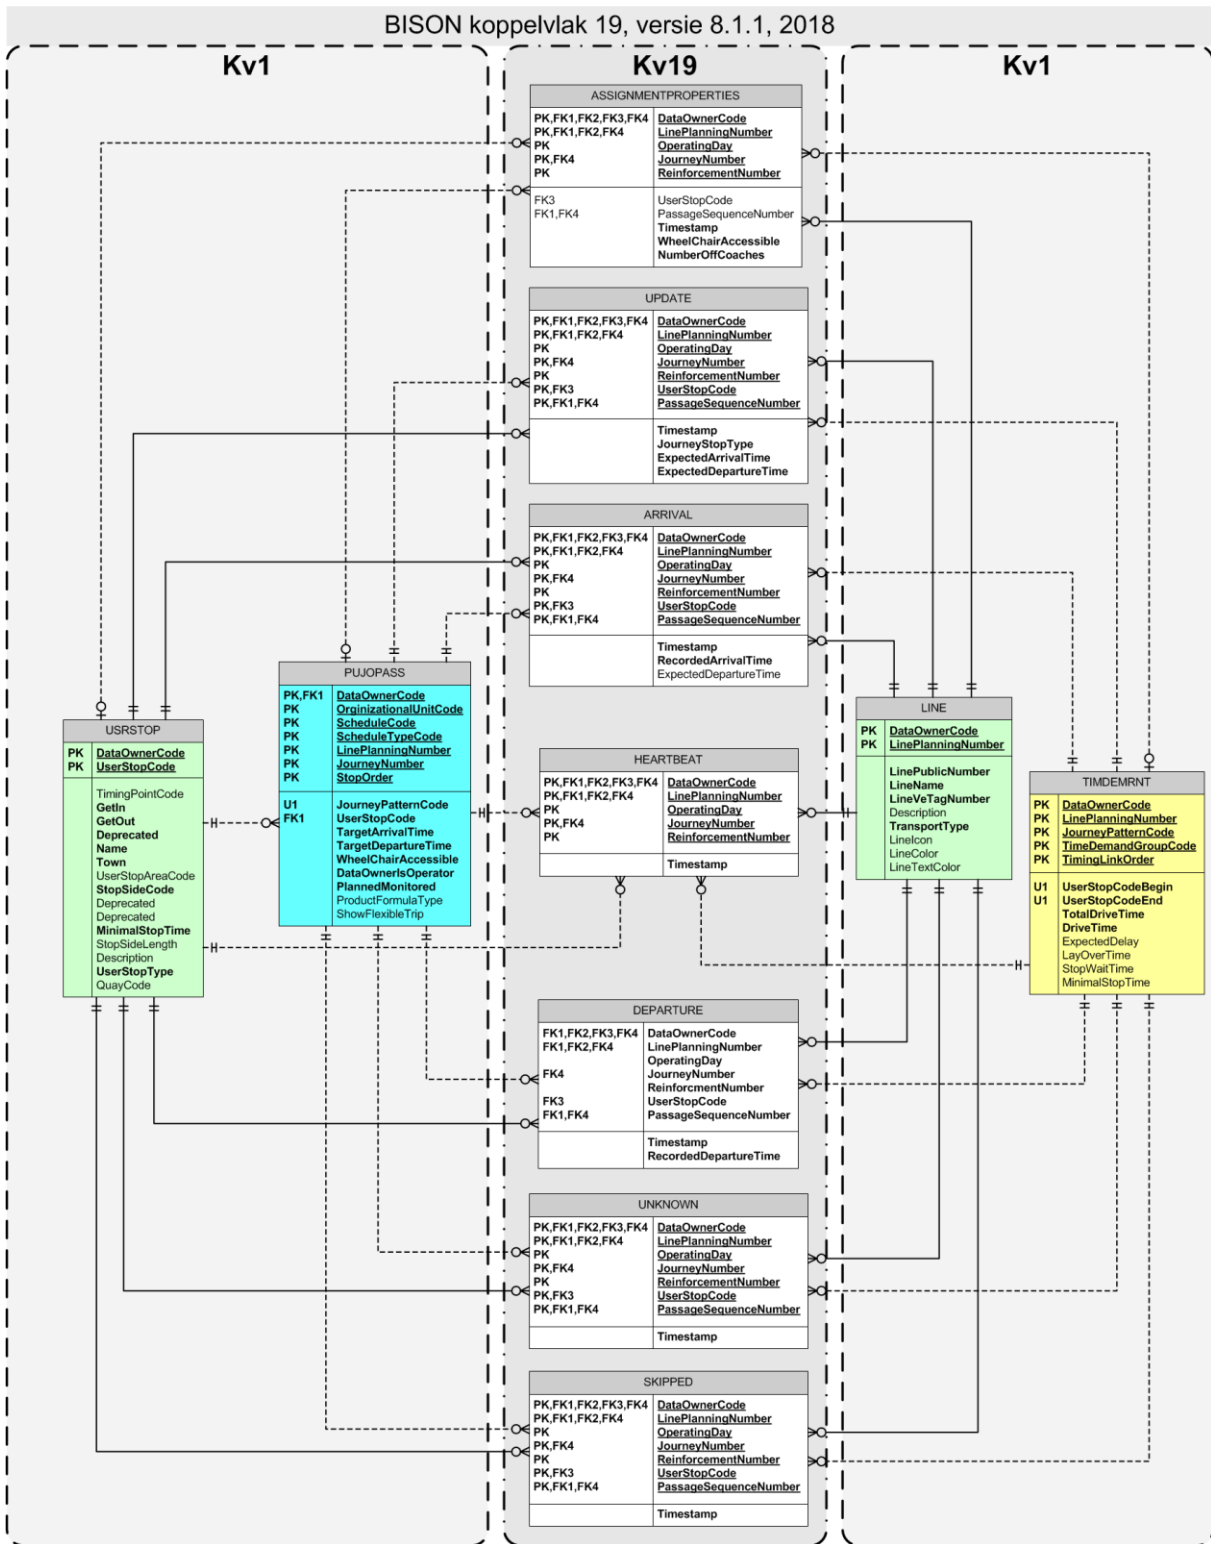 BISON koppelvlak 19, versie 8.1.1, 2018
Kv1
Kv19
Kv1
ASSIGNMENTPROPERTIES
PK,FK1,FK2,FK3,FK4 DataOwnerCode
PK,FK1,FK2,FK4 LinePlanningNumber
PK OperatingDay
PK,FK4 JourneyNumber
PK ReinforcementNumber
FK3 UserStopCode
FK1,FK4 PassageSequenceNumber
Timestamp
WheelChairAccessible
NumberOffCoaches
UPDATE
PK,FK1,FK2,FK3,FK4 DataOwnerCode
PK,FK1,FK2,FK4 LinePlanningNumber
PK OperatingDay
PK,FK4 JourneyNumber
PK ReinforcementNumber
PK,FK3 UserStopCode
PK,FK1,FK4 PassageSequenceNumber
Timestamp
JourneyStopType
ExpectedArrivalTime
ExpectedDepartureTime
ARRIVAL
PK,FK1,FK2,FK3,FK4 DataOwnerCode
PK,FK1,FK2,FK4 LinePlanningNumber
PK OperatingDay
PK,FK4 JourneyNumber
PK ReinforcementNumber
PK,FK3 UserStopCode
PK,FK1,FK4 PassageSequenceNumber
Timestamp
RecordedArrivalTime
ExpectedDepartureTime
PUJOPASS
PK,FK1 DataOwnerCode
PK OrginizationalUnitCode
PK ScheduleCode
PK ScheduleTypeCode
PK LinePlanningNumber
PK JourneyNumber
PK StopOrder
U1 JourneyPatternCode
FK1 UserStopCode
TargetArrivalTime
TargetDepartureTime
WheelChairAccessible
DataOwnerIsOperator
PlannedMonitored
ProductFormulaType
ShowFlexibleTrip
USRSTOP
PK DataOwnerCode
PK UserStopCode
TimingPointCode
GetIn
GetOut
Deprecated
Name
Town
UserStopAreaCode
StopSideCode
Deprecated
Deprecated
MinimalStopTime
StopSideLength
Description
UserStopType
QuayCode
HEARTBEAT
PK,FK1,FK2,FK3,FK4 DataOwnerCode
PK,FK1,FK2,FK4 LinePlanningNumber
PK OperatingDay
PK,FK4 JourneyNumber
PK ReinforcementNumber
Timestamp
LINE
PK DataOwnerCode
PK LinePlanningNumber
LinePublicNumber
LineName
LineVeTagNumber
Description
TransportType
LineIcon
LineColor
LineTextColor
TIMDEMRNT
PK DataOwnerCode
PK LinePlanningNumber
PK JourneyPatternCode
PK TimeDemandGroupCode
PK TimingLinkOrder
U1 UserStopCodeBegin
U1 UserStopCodeEnd
TotalDriveTime
DriveTime
ExpectedDelay
LayOverTime
StopWaitTime
MinimalStopTime
DEPARTURE
FK1,FK2,FK3,FK4 DataOwnerCode
FK1,FK2,FK4 LinePlanningNumber
OperatingDay
FK4 JourneyNumber
ReinforcmentNumber
FK3 UserStopCode
FK1,FK4 PassageSequenceNumber
Timestamp
RecordedDepartureTime
UNKNOWN
PK,FK1,FK2,FK3,FK4 DataOwnerCode
PK,FK1,FK2,FK4 LinePlanningNumber
PK OperatingDay
PK,FK4 JourneyNumber
PK ReinforcementNumber
PK,FK3 UserStopCode
PK,FK1,FK4 PassageSequenceNumber
Timestamp
SKIPPED
PK,FK1,FK2,FK3,FK4 DataOwnerCode
PK,FK1,FK2,FK4 LinePlanningNumber
PK OperatingDay
PK,FK4 JourneyNumber
PK ReinforcementNumber
PK,FK3 UserStopCode
PK,FK1,FK4 PassageSequenceNumber
Timestamp